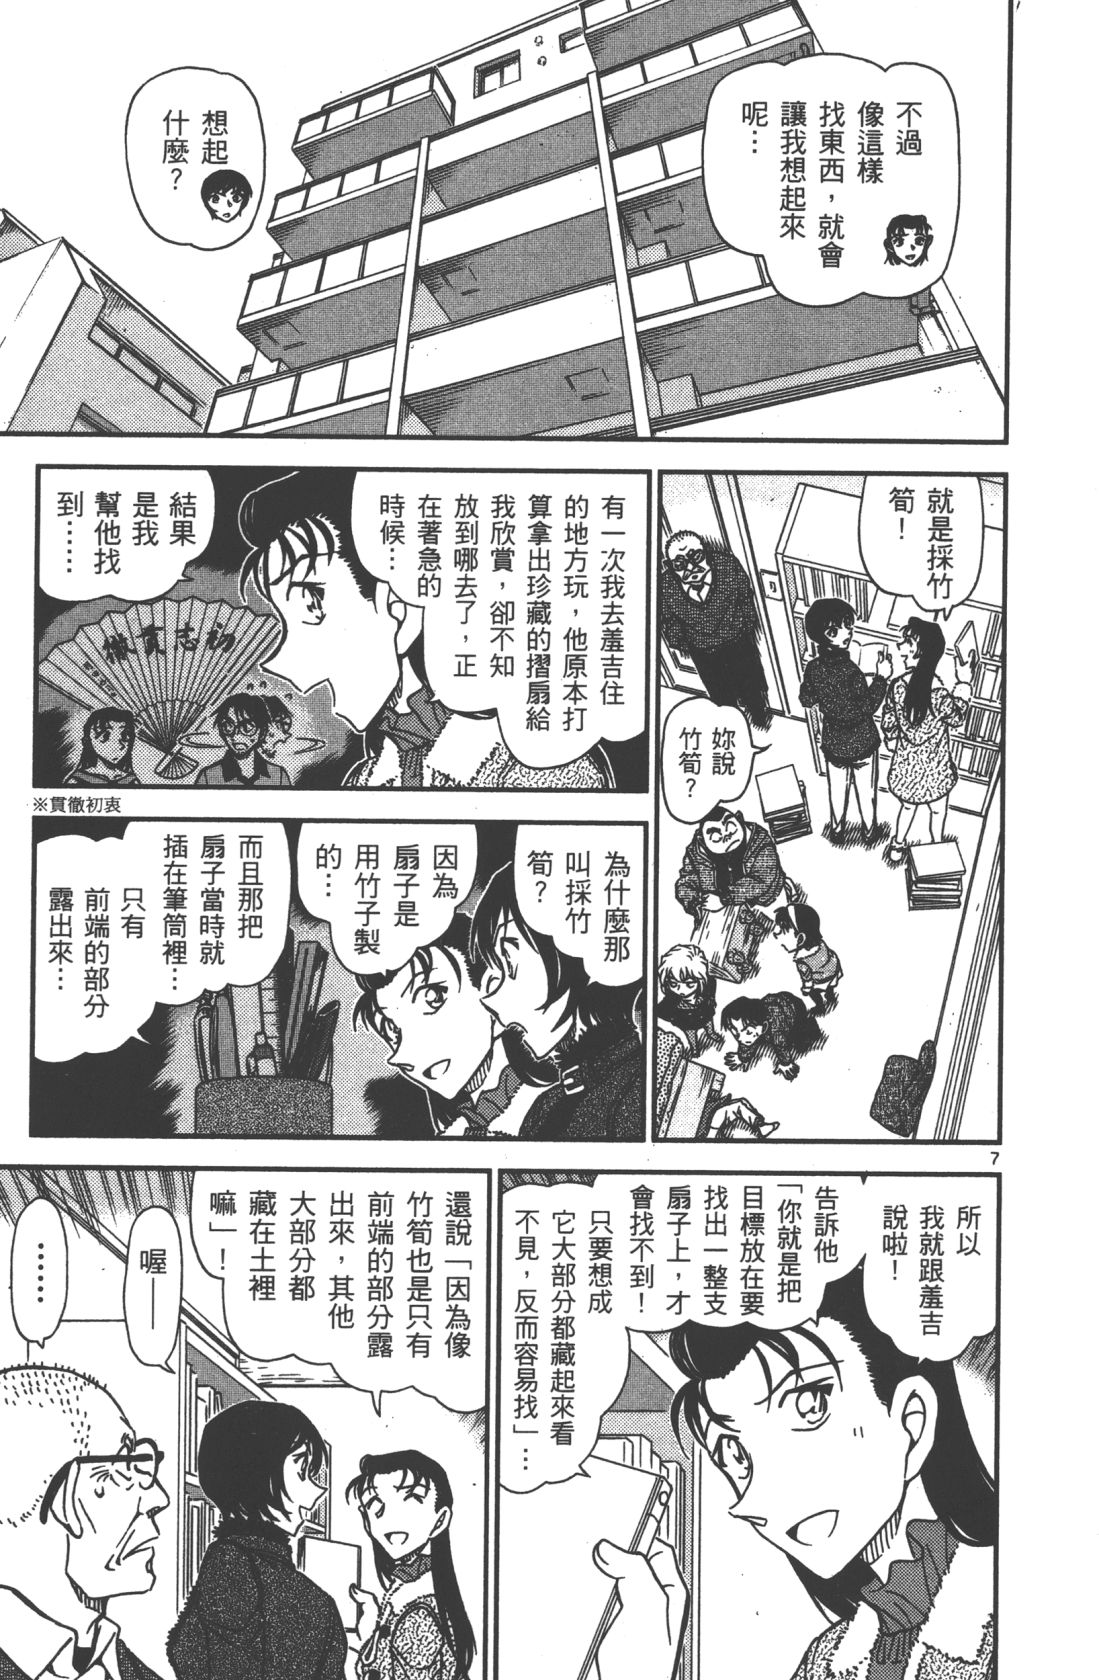 不過
像這樣
找東西，就會
讓我想起來
呢…
想起
什麼？
就是採竹
筍！
妳說
竹筍？
有一次我去羞吉住
的地方玩，他原本打
算拿出珍藏的摺扇給
我欣賞，卻不知
放到哪去了，正
在著急的
時候…
結果
是我
幫他找
到……
初志貫徹
※貫徹初衷
為什麼那
叫採竹
筍？
因為
扇子是
用竹子製
的…
而且那把
扇子當時就
插在筆筒裡…
只有
前端的部分
露出來…
7
所以
我就跟羞吉
說啦！
告訴他
「你就是把
目標放在要
找出一整支
扇子上，才
會找不到！
只要想成
它大部分都藏起來看
不見，反而容易找」…
還說「因為像
竹筍也是只有
前端的部分露
出來，其他
大部分都
藏在土裡
嘛」！
喔──
……